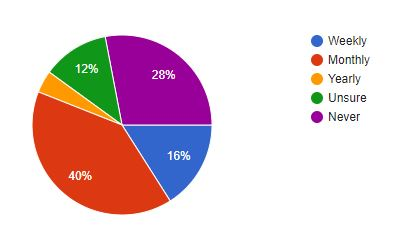 12%
28%
16%
40%
Weekly
Monthly
Yearly
Unsure
Never